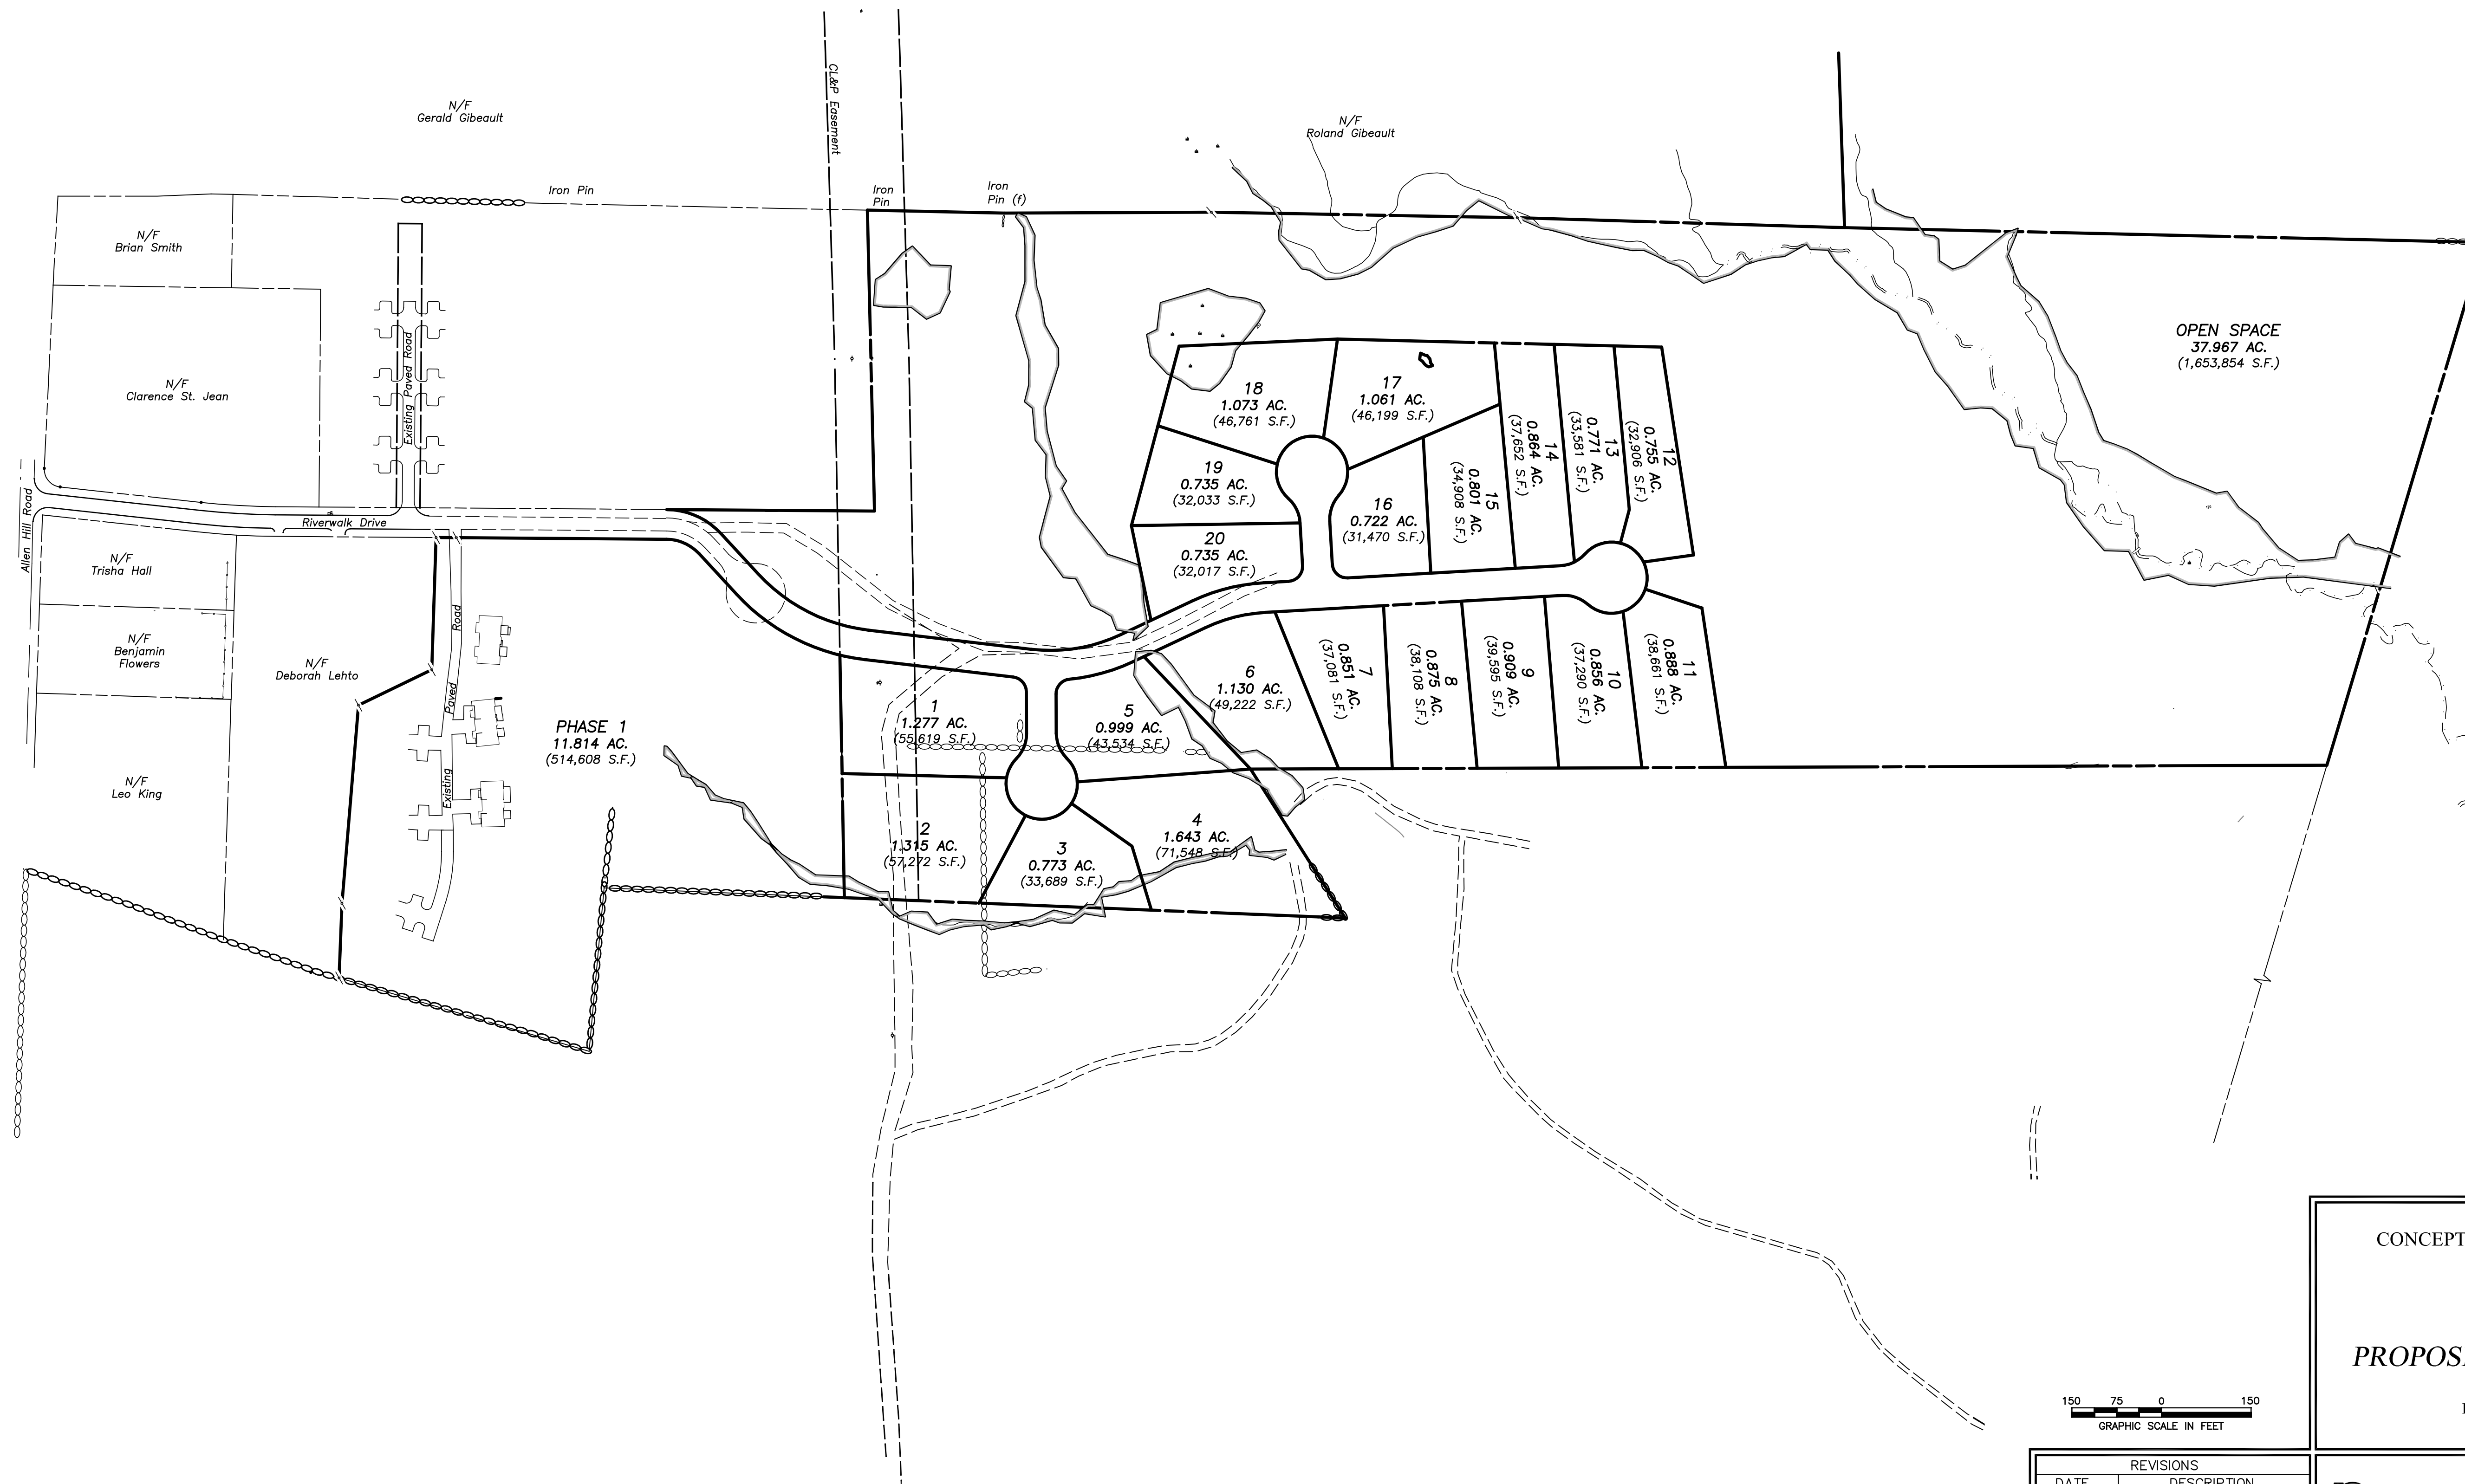 CL&P Easement
N/F
Gerald Gibeault
N/F
Roland Gibeault
Iron Pin
Iron
Pin
Iron
Pin (f)
N/F
Brian Smith
N/F
Clarence St. Jean
Existing Paved Road
OPEN SPACE
37.967 AC.
(1,653,854 S.F.)
18
1.073 AC.
(46,761 S.F.)
17
1.061 AC.
(46,199 S.F.)
14
0.864 AC.
(37,652 S.F.)
13
0.771 AC.
(33,581 S.F.)
12
0.755 AC.
(32,906 S.F.)
19
0.735 AC.
(32,033 S.F.)
16
0.722 AC.
(31,470 S.F.)
15
0.801 AC.
(34,908 S.F.)
20
0.735 AC.
(32,017 S.F.)
Allen Hill Road
Riverwalk Drive
N/F
Trisha Hall
N/F
Benjamin
Flowers
N/F
Deborah Lehto
N/F
Leo King
Existing Paved Road
PHASE 1
11.814 AC.
(514,608 S.F.)
1
1.277 AC.
(55,619 S.F.)
5
0.999 AC.
(43,534 S.F.)
6
1.130 AC.
(49,222 S.F.)
7
0.851 AC.
(37,081 S.F.)
8
0.875 AC.
(38,108 S.F.)
9
0.909 AC.
(39,595 S.F.)
10
0.856 AC.
(37,290 S.F.)
11
0.888 AC.
(38,661 S.F.)
2
1.315 AC.
(57,272 S.F.)
3
0.773 AC.
(33,689 S.F.)
4
1.643 AC.
(71,548 S.F.)
CONCEPT
PROPOS
150 75 0 150
GRAPHIC SCALE IN FEET
REVISIONS
DATE DESCRIPTION